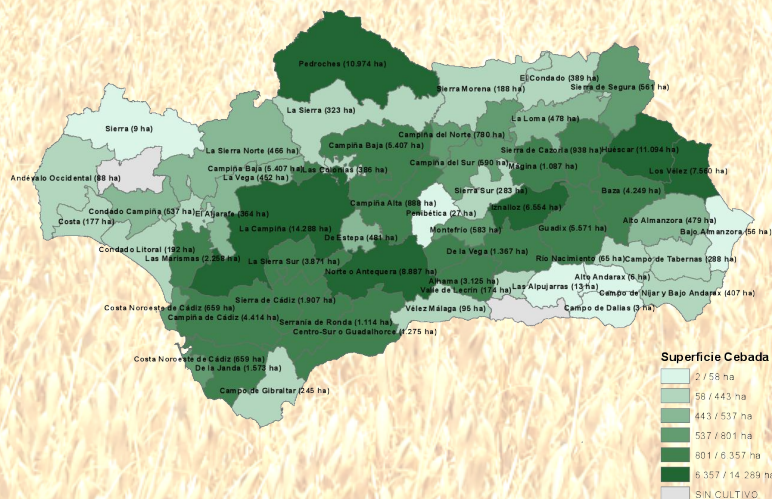 Pedroches (10.974 ha)
El Condado (389 ha)
Sierra Morena (188 ha)
Sierra de Segura (561 ha)
La Sierra (323 ha)
La Loma (478 ha)
Sierra (9 ha)
Campiña del Norte (780 ha)
Campiña Baja (5.407 ha)
La Sierra Norte (466 ha)
Sierra de Cazorla (938 ha)
Huéscar (11.094 ha)
Campiña del Sur (590 ha)
Mágina (1.087 ha)
Campiña Baja (5.407 ha)
Las Colonias (386 ha)
Los Vélez (7.560 ha)
Andévalo Occidental (88 ha)
La Vega (452 ha)
Sierra Sur (283 ha)
Baza (4.249 ha)
Campiña Alta (888 ha)
Iznalloz (6.554 ha)
Condado Campiña (537 ha)
El Aljarafe (364 ha)
Penibética (27 ha)
Costa (177 ha)
Alto Almanzora (479 ha)
La Campiña (14.288 ha)
Montefrío (583 ha)
Guadix (5.571 ha)
Bajo Almanzora (56 ha)
De Estepa (481 ha)
Condado Litoral (192 ha)
De la Vega (1.367 ha)
Las Marismas (2.258 ha)
La Sierra Sur (3.871 ha)
Río Nacimiento (65 ha)
Campo de Tabernas (288 ha)
Norte o Antequera (8.887 ha)
Alto Andarax (6 ha)
Alhama (3.125 ha)
Las Alpujarras (13 ha)
Valle de Lecrín (174 ha)
Campo de Níjar y Bajo Andarax (407 ha)
Sierra de Cádiz (1.907 ha)
Costa Noroeste de Cádiz (659 ha)
Vélez Málaga (95 ha)
Campo de Dalías (3 ha)
Campiña de Cádiz (4.414 ha)
Serranía de Ronda (1.114 ha)
Centro-Sur o Guadalhorce (1.275 ha)
Costa Noroeste de Cádiz (659 ha)
De la Janda (1.573 ha)
Campo de Gibraltar (245 ha)
Superficie Cebada
2 / 58 ha
58 / 443 ha
443 / 537 ha
537 / 801 ha
801 / 6.357 ha
6.357 / 14.289 ha
SIN CULTIVO